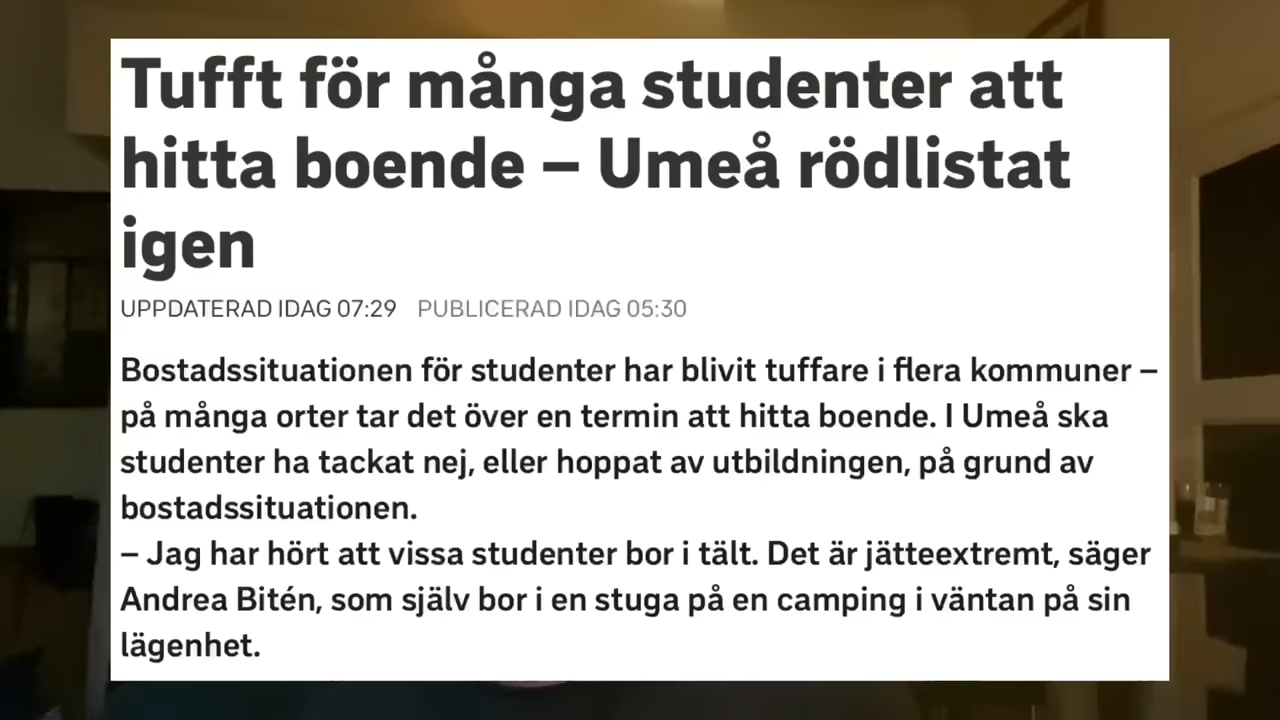 Tufft för många studenter att
hitta boende – Umeå rödlistat
igen
UPPDATERAD IDAG 07:29 PUBLICERAD IDAG 05:30
Bostadssituationen för studenter har blivit tuffare i flera kommuner –
på många orter tar det över en termin att hitta boende. I Umeå ska
studenter ha tackat nej, eller hoppat av utbildningen, på grund av
bostadssituationen.
– Jag har hört att vissa studenter bor i tält. Det är jätteextremt, säger
Andrea Bitén, som själv bor i en stuga på en camping i väntan på sin
lägenhet.